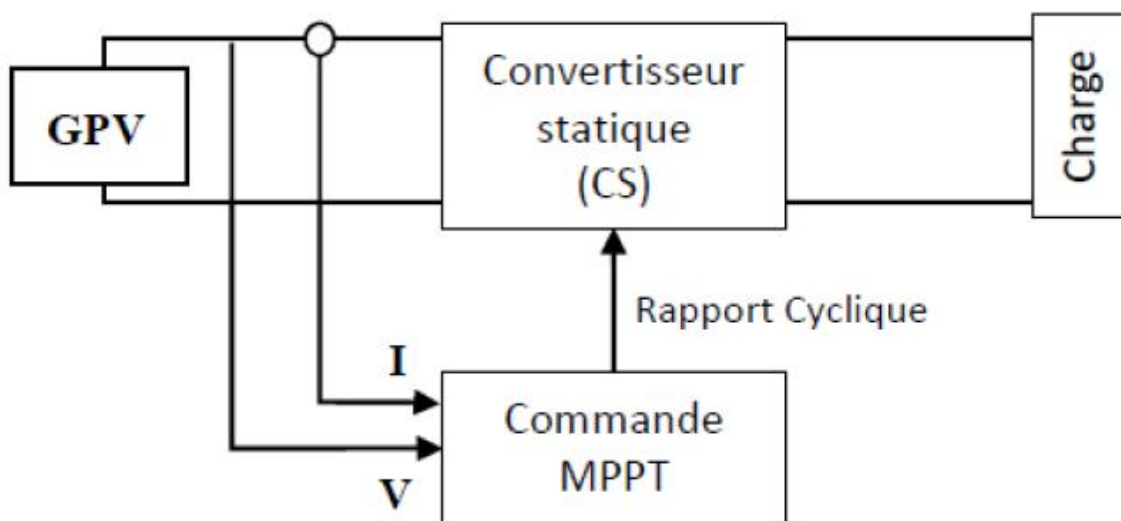 GPV
Convertisseur
statique
(CS)
Charge
Rapport Cyclique
I
V
Commande
MPPT